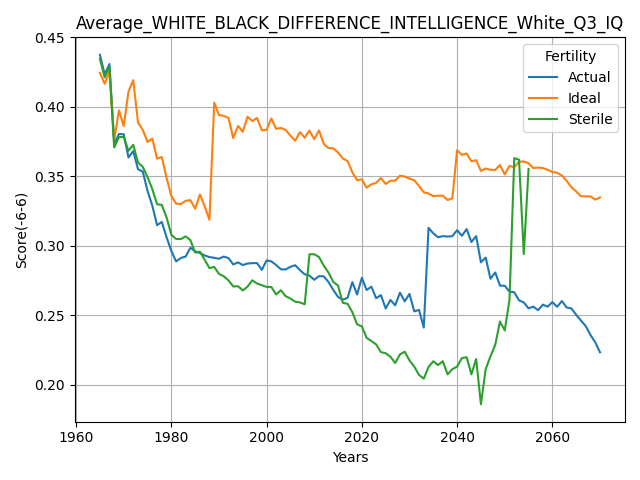 Average_WHITE_BLACK_DIFFERENCE_INTELLIGENCE_White_Q3_IQ
Fertility
Actual
Ideal
Sterile
Score(-6-6)
0.45
0.40
0.35
0.30
0.25
0.20
1960
1980
2000
2020
2040
2060
Years